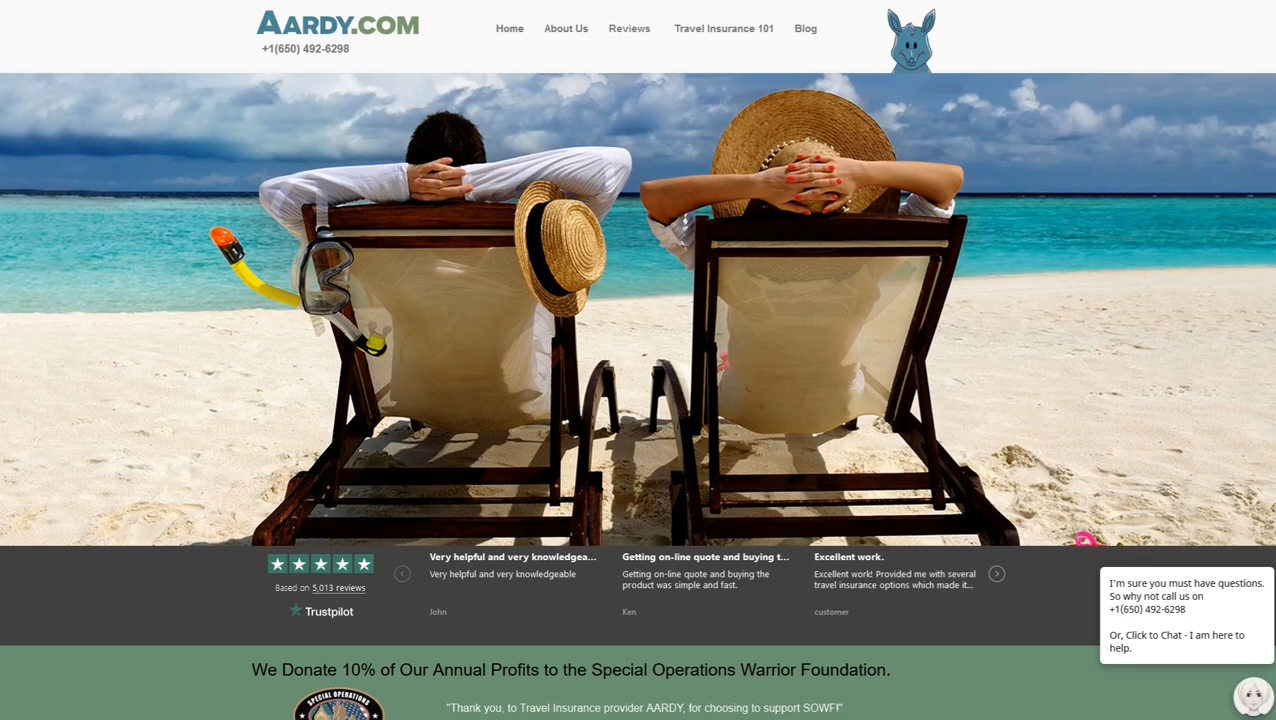 AARDY.COM
+1(650) 492-6298
Home About Us Reviews Travel Insurance 101 Blog
Very helpful and very knowledgea...
Very helpful and very knowledgeable
John
Getting on-line quote and buying t...
Getting on-line quote and buying the
product was simple and fast.
Ken
Excellent work.
Excellent work! Provided me with several
travel insurance options which made it...
customer
Based on 5,013 reviews
Trustpilot
I'm sure you must have questions.
So why not call us on
+1(650) 492-6298
Or, Click to Chat - I am here to
help.
We Donate 10% of Our Annual Profits to the Special Operations Warrior Foundation.
SPECIAL OPERATIONS
"Thank you, to Travel Insurance provider AARDY, for choosing to support SOWF!"